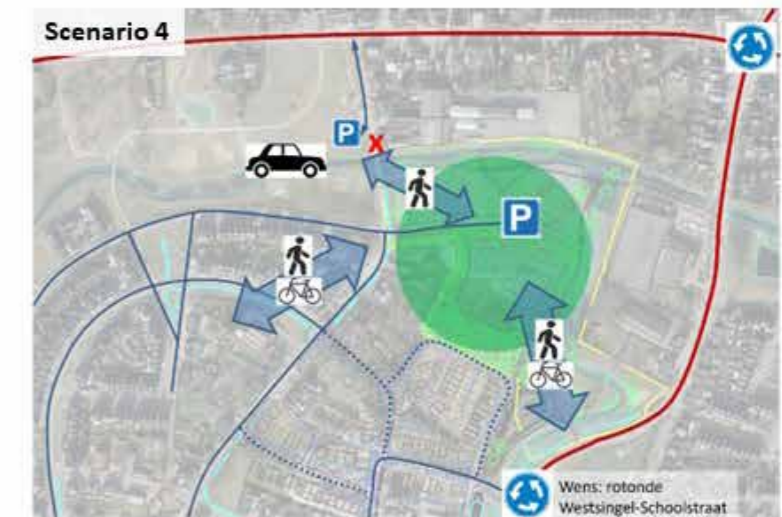 Scenario 4
P
X
P
Wens: rotonde
Westsingel-Schoolstraat